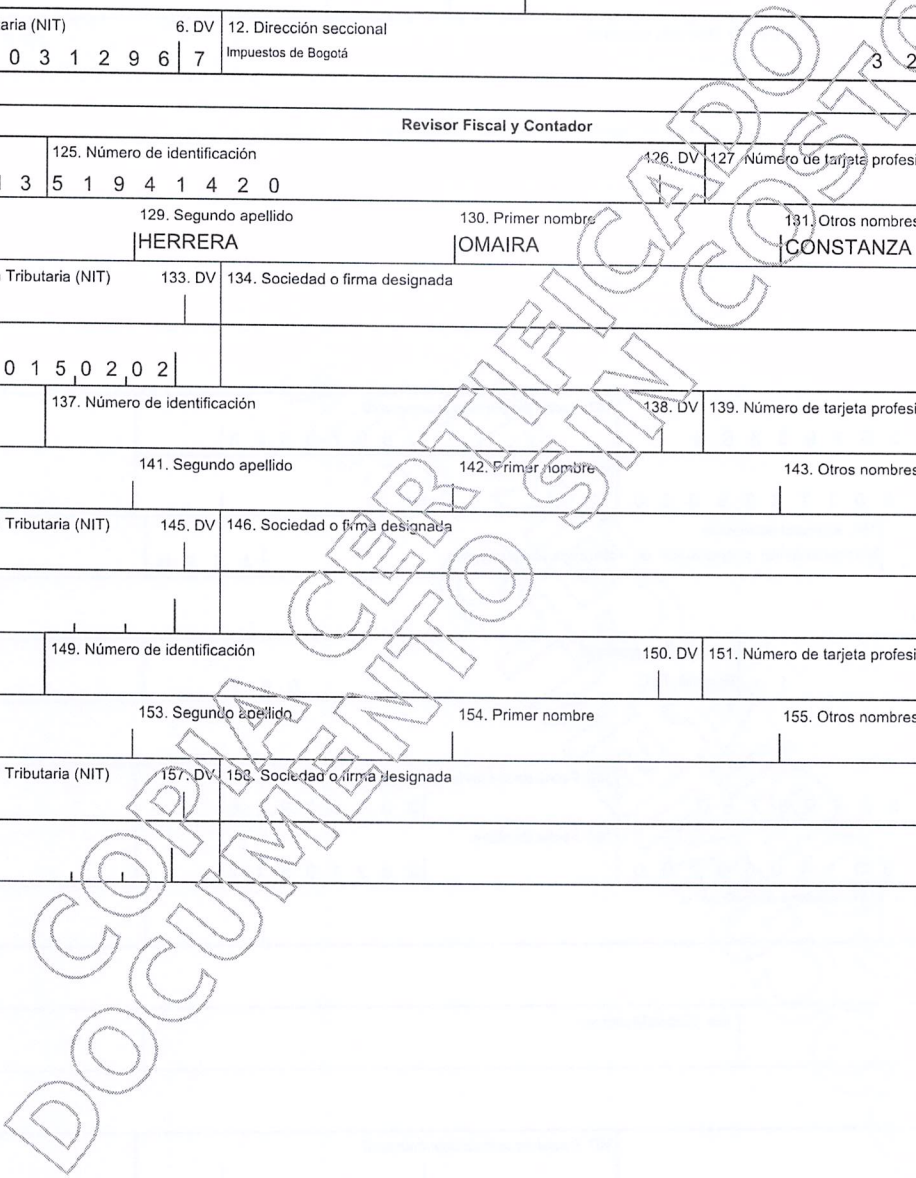 aria (NIT) 6. DV 12. Dirección seccional
0 3 1 2 9 6 7 Impuestos de Bogotá 3 2
Revisor Fiscal y Contador
125. Número de identificación 126. DV 127 Número de tarjeta profesi
3 5 1 9 4 1 4 2 0
129. Segundo apellido 130. Primer nombre 131. Otros nombres
HERRERA OMAIRA CONSTANZA
Tributaria (NIT) 133. DV 134. Sociedad o firma designada
0 1 5 0 2 0 2
137. Número de identificación 138. DV 139. Número de tarjeta profesi
141. Segundo apellido 142. Primer nombre 143. Otros nombres
Tributaria (NIT) 145. DV 146. Sociedad o firma designada
149. Número de identificación 150. DV 151. Número de tarjeta profesi
153. Segundo apellido 154. Primer nombre 155. Otros nombres
Tributaria (NIT) 157. DV 158. Sociedad o firma designada
COPIA CERTIFICADO
DOCUMENTO SIN COSTO